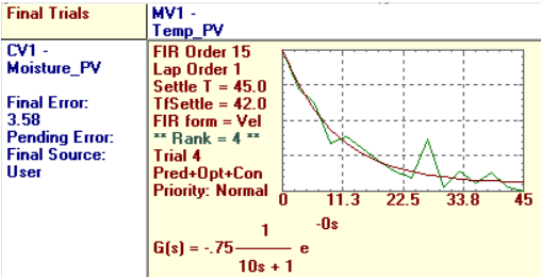 Final Trials
MV1 -
Temp_PV
CV1 -
Moisture_PV
Final Error:
3.58
Pending Error:
Final Source:
User
FIR Order 15
Lap Order 1
Settle T = 45.0
TfSettle = 42.0
FIR form = Vel
** Rank = 4 **
Trial 4
Pred+Opt+Con
Priority: Normal
0 11.3 22.5 33.8 45
-0s
1
G(s) = -.75 e
10s + 1